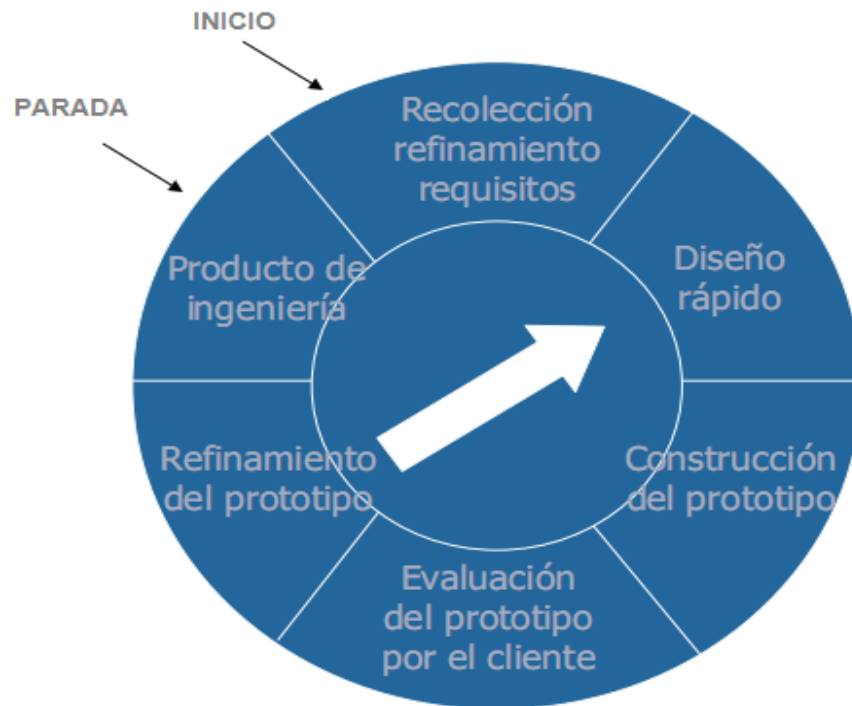 INICIO
PARADA
Recolección
refinamiento
requisitos
Diseño
rápido
Construcción
del prototipo
Evaluación
del prototipo
por el cliente
Refinamiento
del prototipo
Producto de
ingeniería